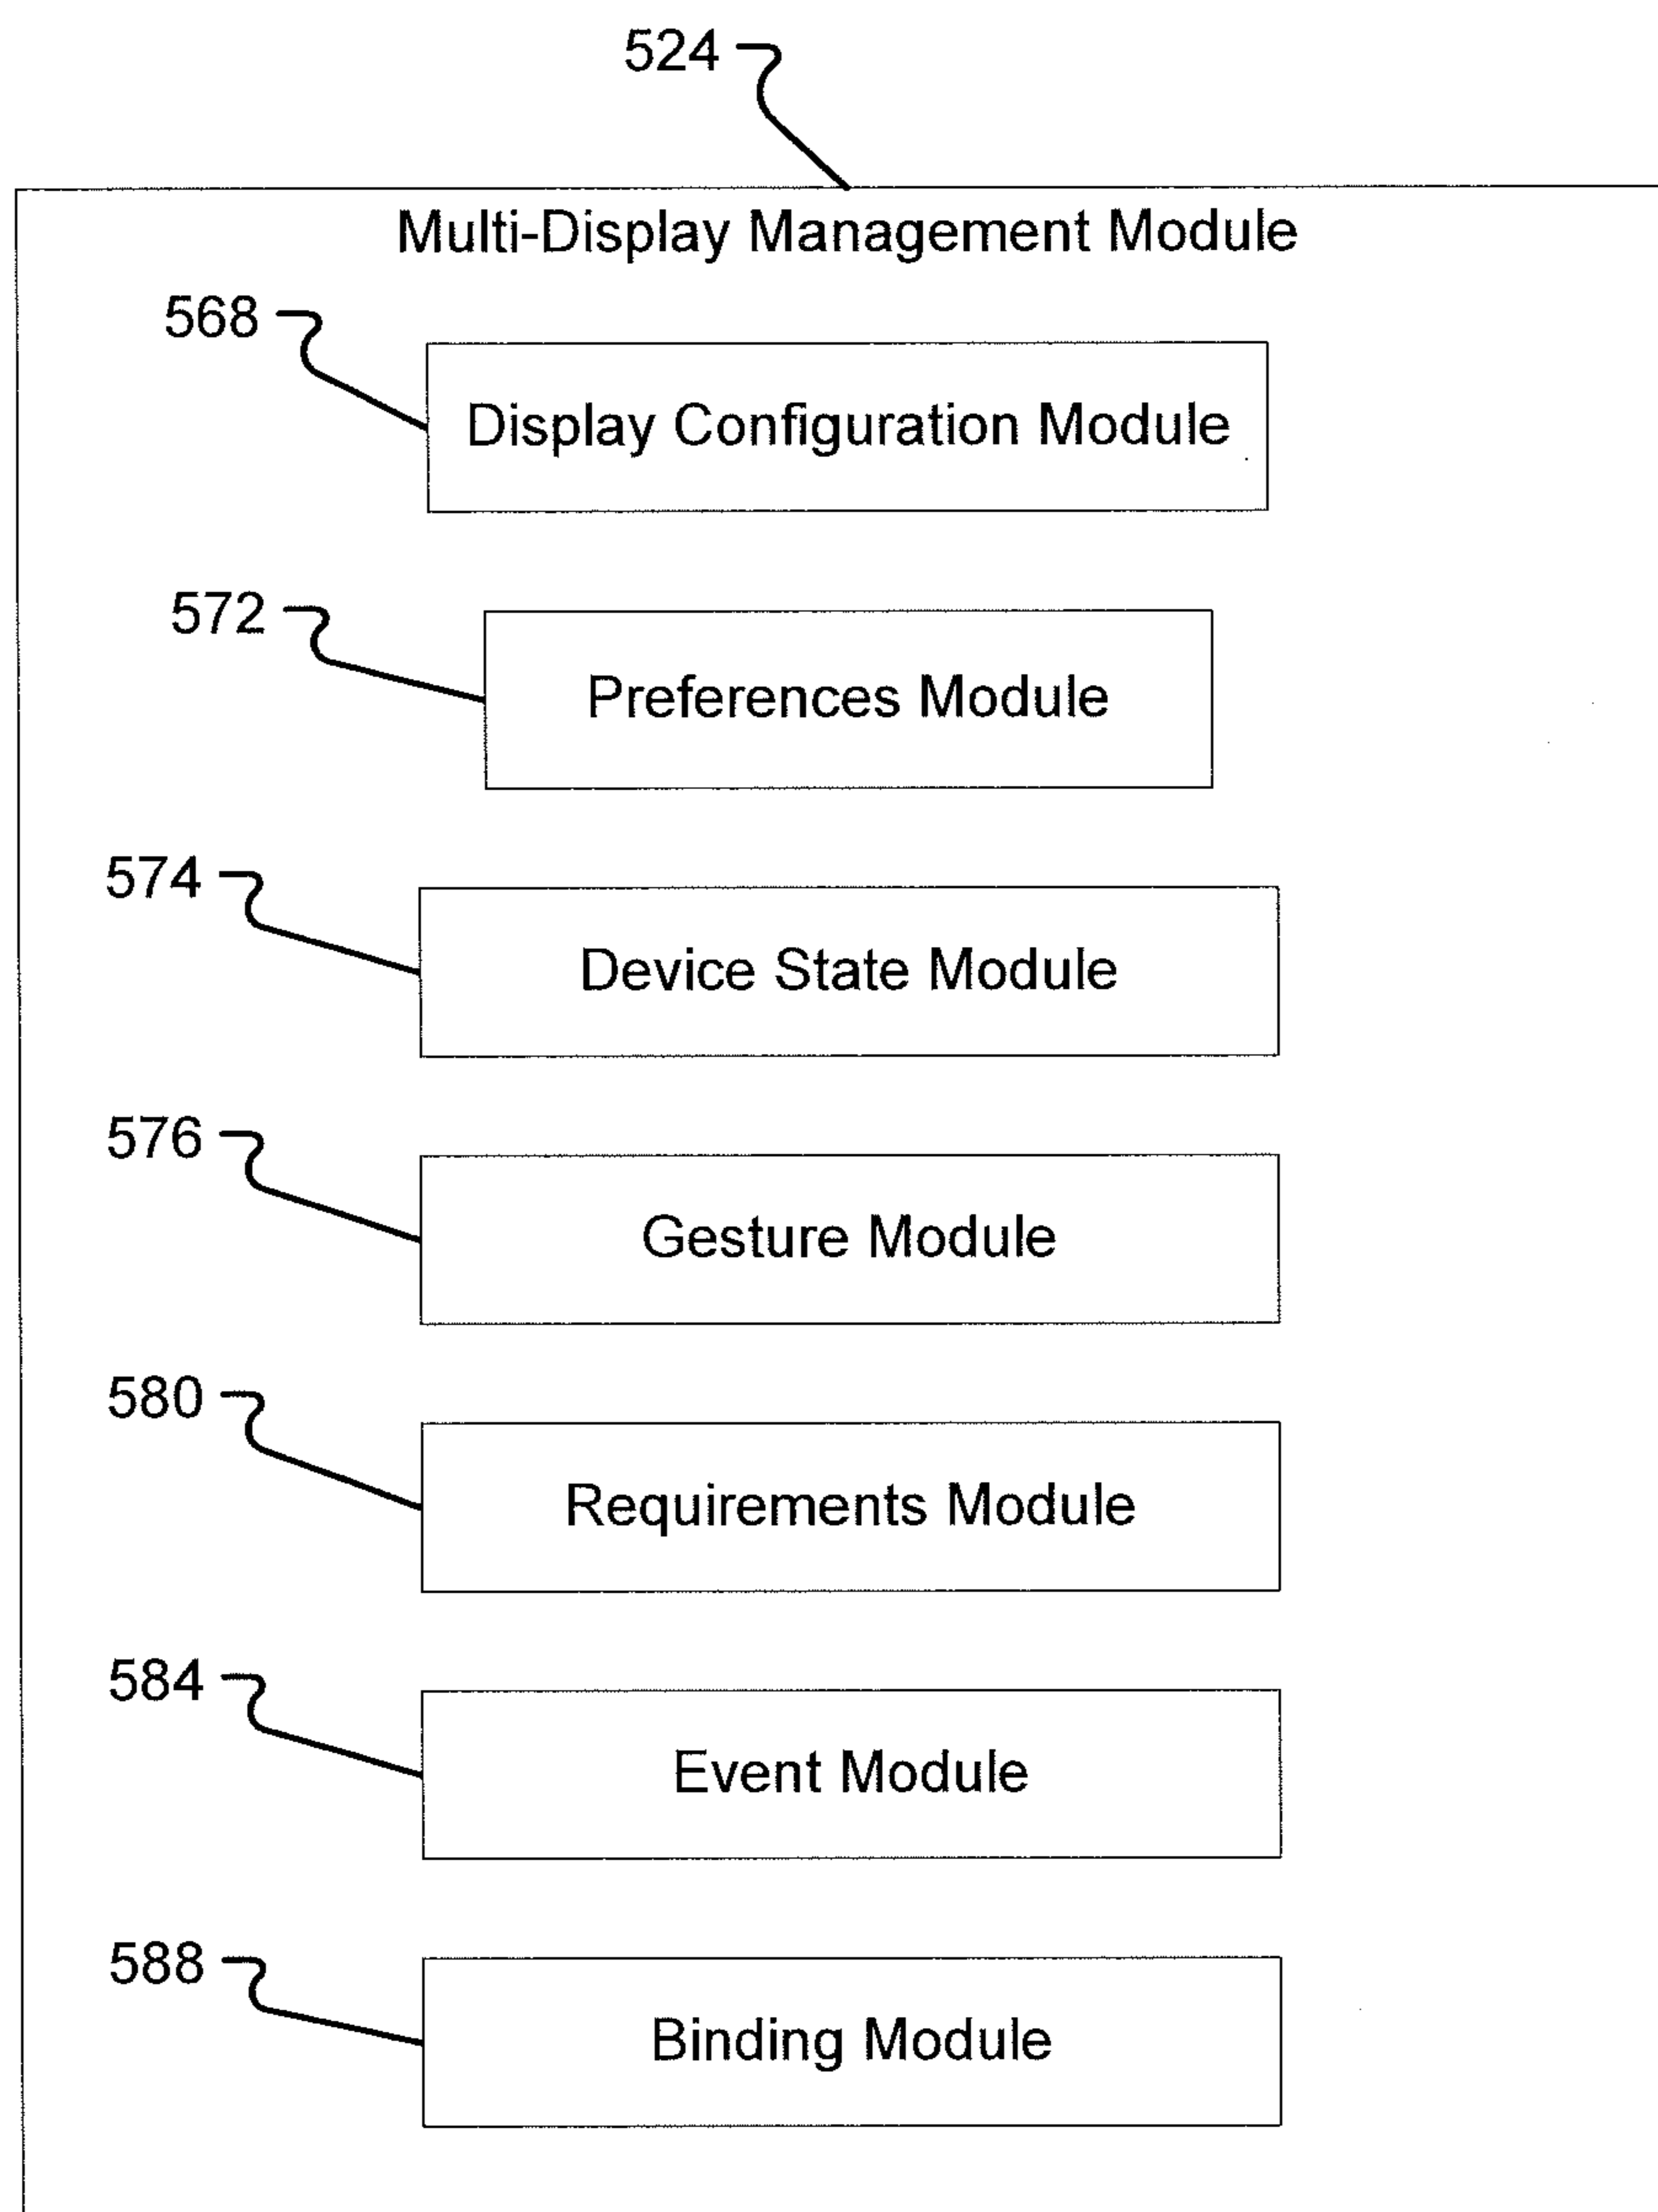 524
Multi-Display Management Module
568
Display Configuration Module
572
Preferences Module
574
Device State Module
576
Gesture Module
580
Requirements Module
584
Event Module
588
Binding Module